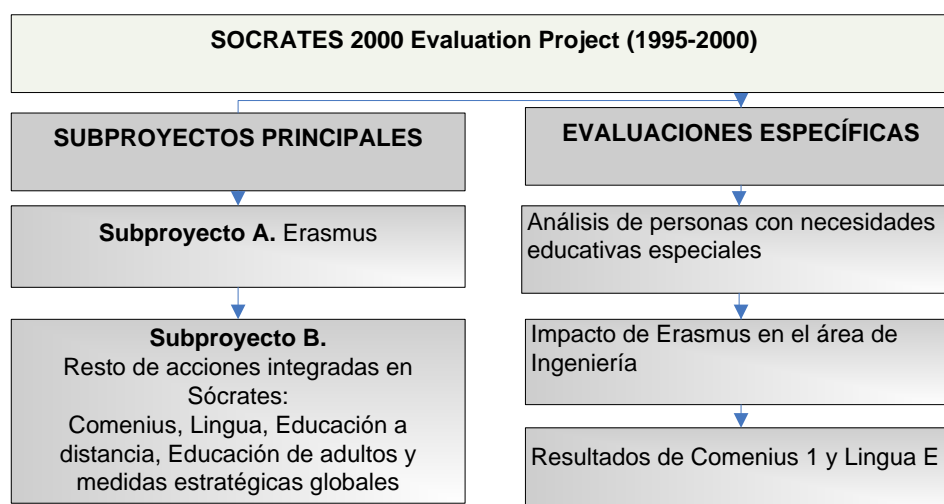 SOCRATES 2000 Evaluation Project (1995-2000)
SUBPROYECTOS PRINCIPALES
Subproyecto A. Erasmus
Subproyecto B.
Resto de acciones integradas en
Sócrates:
Comenius, Lingua, Educación a
distancia, Educación de adultos y
medidas estratégicas globales
EVALUACIONES ESPECÍFICAS
Análisis de personas con necesidades
educativas especiales
Impacto de Erasmus en el área de
Ingeniería
Resultados de Comenius 1 y Lingua E